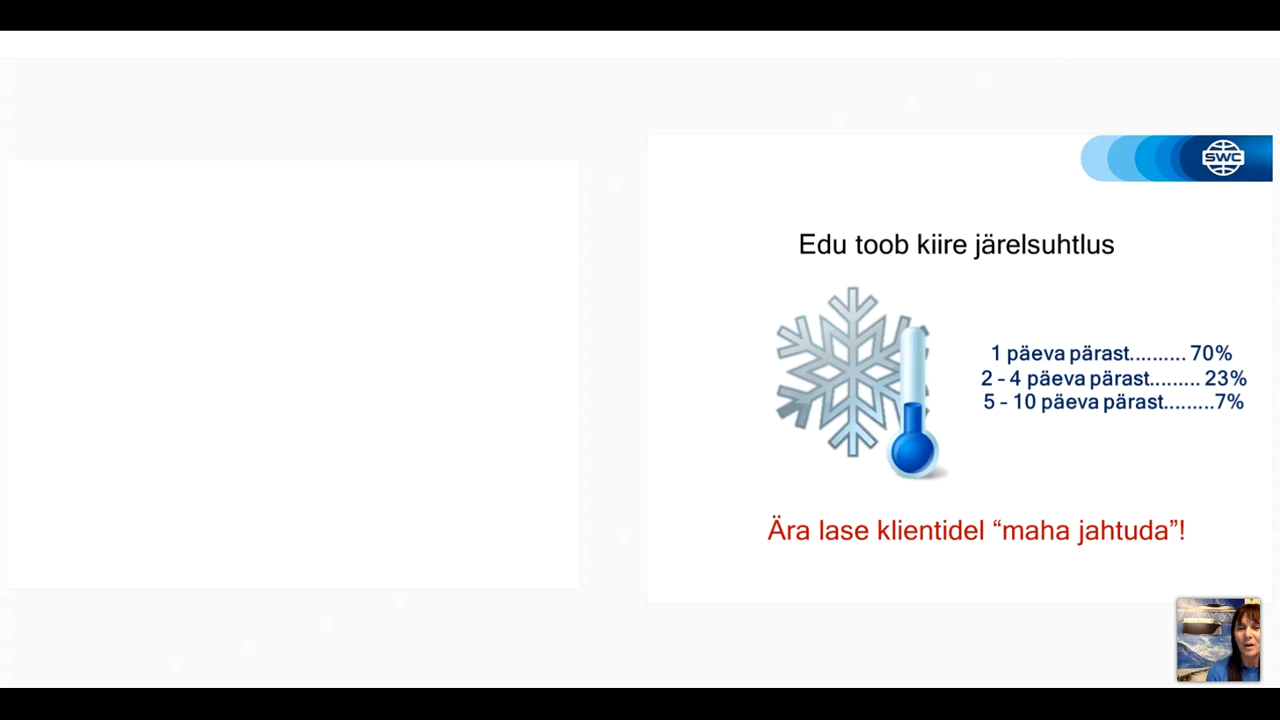 SWC
Edu toob kiire järelsuhtlus
1 päeva pärast.......... 70%
2 – 4 päeva pärast......... 23%
5 – 10 päeva pärast.........7%
Ära lase klientidel “maha jahtuda”!